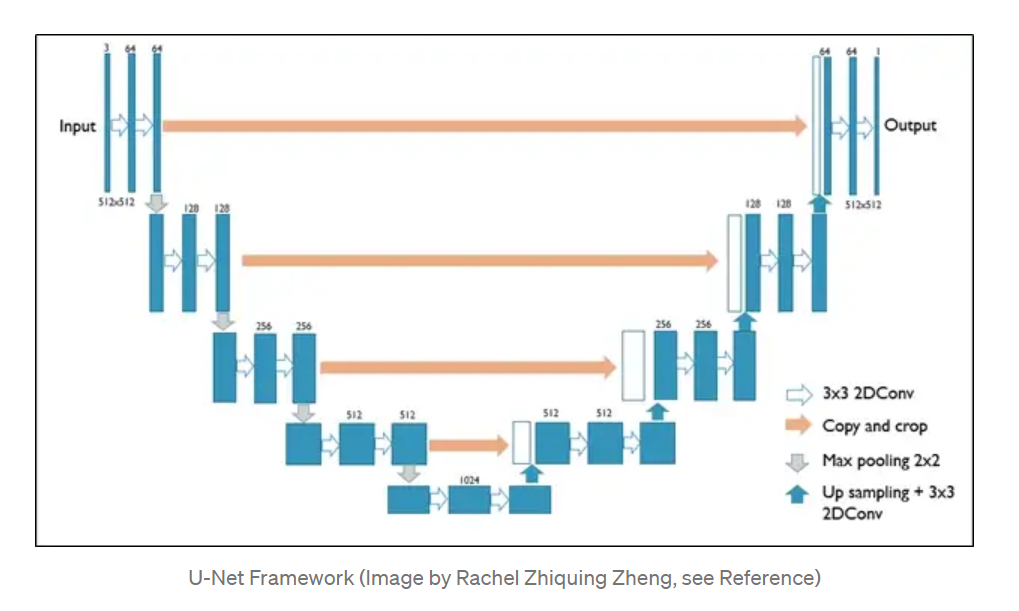 3 64 64
64 64 1
Input
Output
512x512
512x512
128 128
128 128
256 256
256 256
512 512
512 512
1024
3x3 2DConv
Copy and crop
Max pooling 2x2
Up sampling + 3x3
2DConv
U-Net Framework (Image by Rachel Zhiquing Zheng, see Reference)